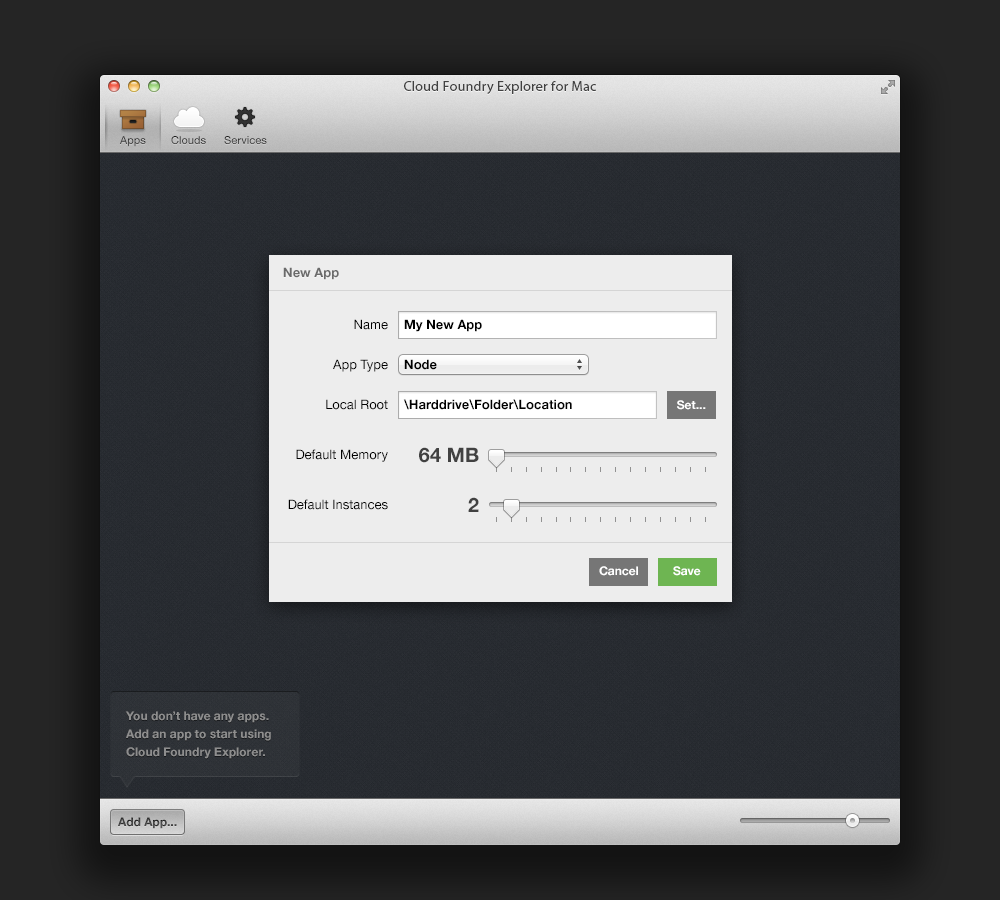 Cloud Foundry Explorer for Mac
Apps Clouds Services
New App
Name My New App
App Type Node
Local Root \Harddrive\Folder\Location Set...
Default Memory 64 MB
Default Instances 2
Cancel Save
You don't have any apps.
Add an app to start using
Cloud Foundry Explorer.
Add App...